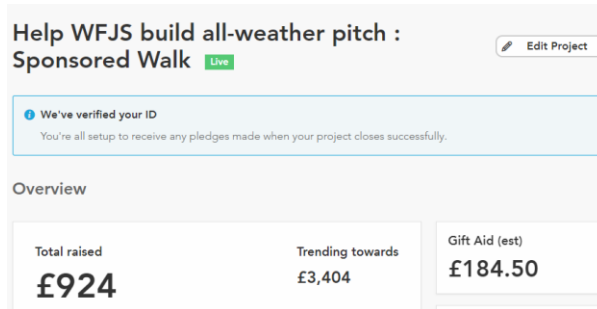 Help WFJS build all-weather pitch :
Sponsored Walk Live
Edit Project
We've verified your ID
You're all setup to receive any pledges made when your project closes successfully.
Overview
Total raised
£924
Trending towards
£3,404
Gift Aid (est)
£184.50